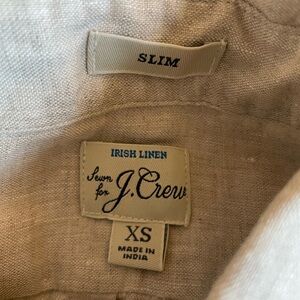 SLIM
IRISH LINEN
Sewn
for J.Crew
XS
MADE IN
INDIA